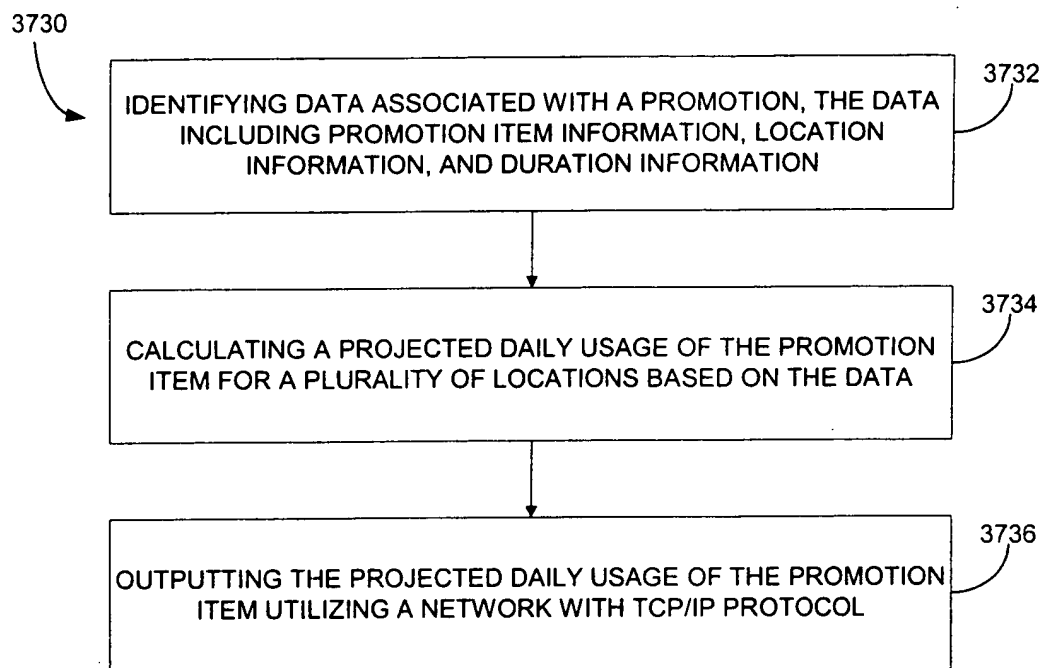 3730
3732
IDENTIFYING DATA ASSOCIATED WITH A PROMOTION, THE DATA
INCLUDING PROMOTION ITEM INFORMATION, LOCATION
INFORMATION, AND DURATION INFORMATION
3734
CALCULATING A PROJECTED DAILY USAGE OF THE PROMOTION
ITEM FOR A PLURALITY OF LOCATIONS BASED ON THE DATA
3736
OUTPUTTING THE PROJECTED DAILY USAGE OF THE PROMOTION
ITEM UTILIZING A NETWORK WITH TCP/IP PROTOCOL